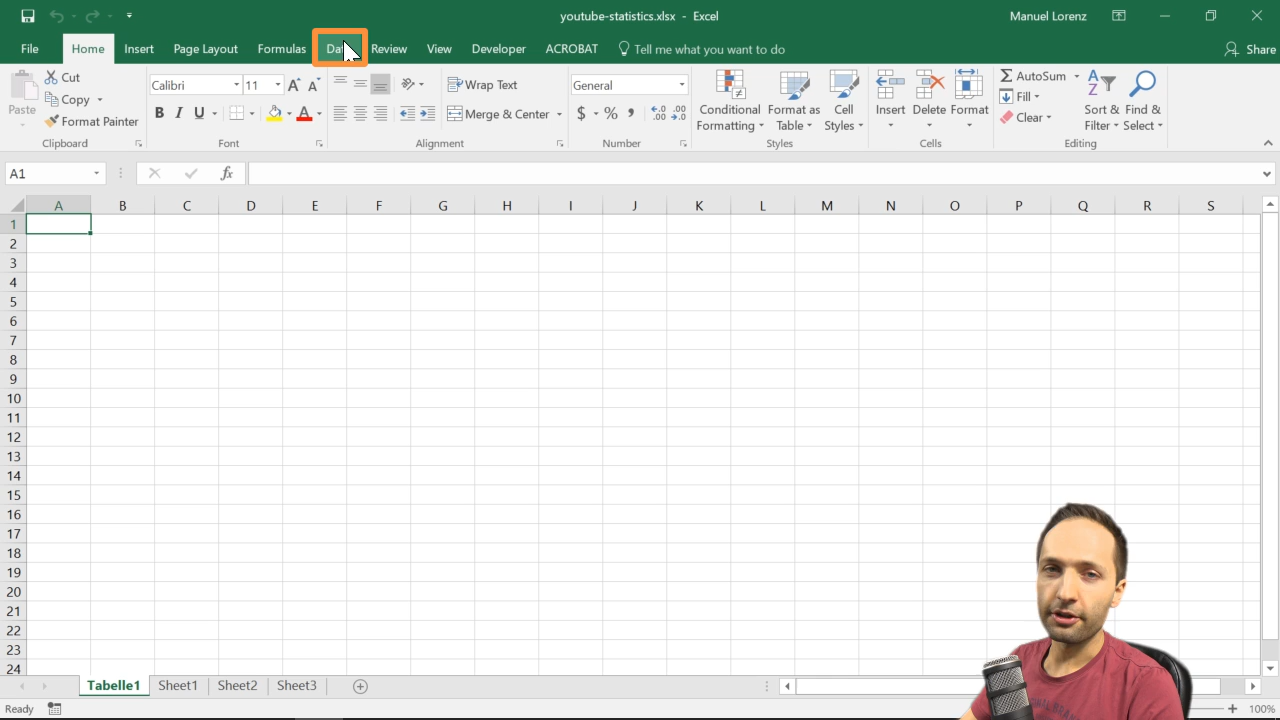 youtube-statistics.xlsx - Excel
Manuel Lorenz
File Home Insert Page Layout Formulas Review View Developer ACROBAT Tell me what you want to do Share
Paste
Cut
Copy
Format Painter
Clipboard
Calibri 11 A A
B I U A
Font
Wrap Text
Merge & Center
Alignment
General
$ % , .00 .0 .00
Number
Conditional Formatting
Format as Table
Cell Styles
Styles
Insert Delete Format
Cells
AutoSum
Fill
Clear
Sort & Filter
Find & Select
Editing
A1 fx
A B C D E F G H I J K L M N O P Q R S
1
2
3
4
5
6
7
8
9
10
11
12
13
14
15
16
17
18
19
20
21
22
23
24
Tabelle1 Sheet1 Sheet2 Sheet3
Ready
100%